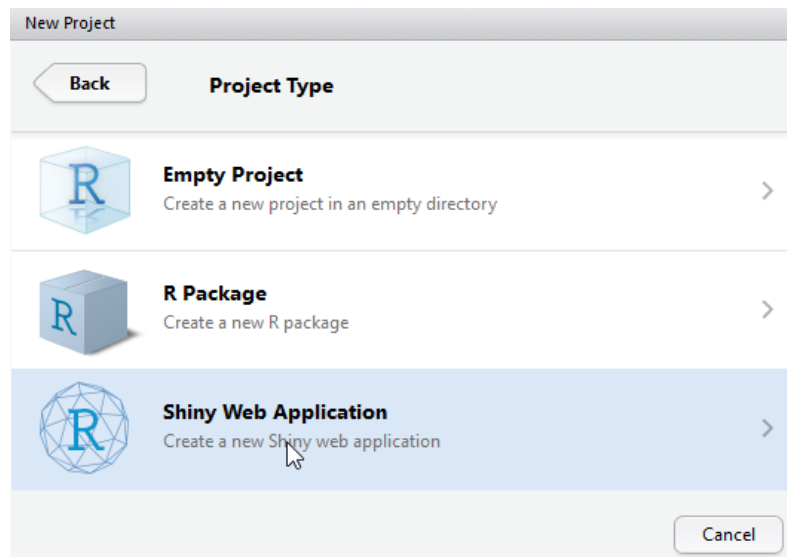 New Project
Back
Project Type
R
Empty Project
Create a new project in an empty directory
R
R Package
Create a new R package
R
Shiny Web Application
Create a new Shiny web application
Cancel